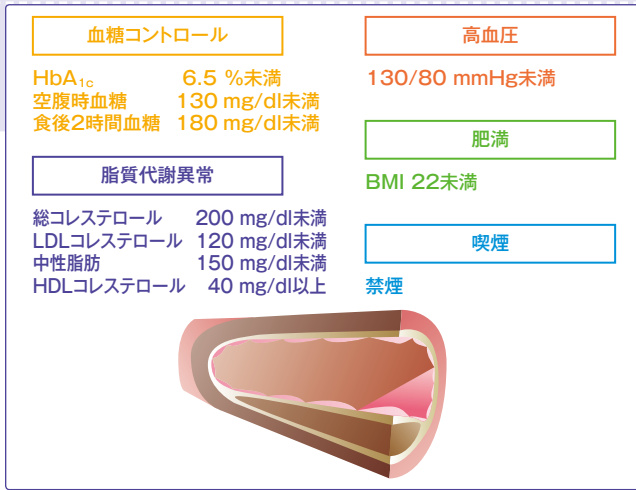 血糖コントロール
HbA1c 6.5 %未満
空腹時血糖 130 mg/dl未満
食後2時間血糖 180 mg/dl未満
脂質代謝異常
総コレステロール 200 mg/dl未満
LDLコレステロール 120 mg/dl未満
中性脂肪 150 mg/dl未満
HDLコレステロール 40 mg/dl以上
高血圧
130/80 mmHg未満
肥満
BMI 22未満
喫煙
禁煙